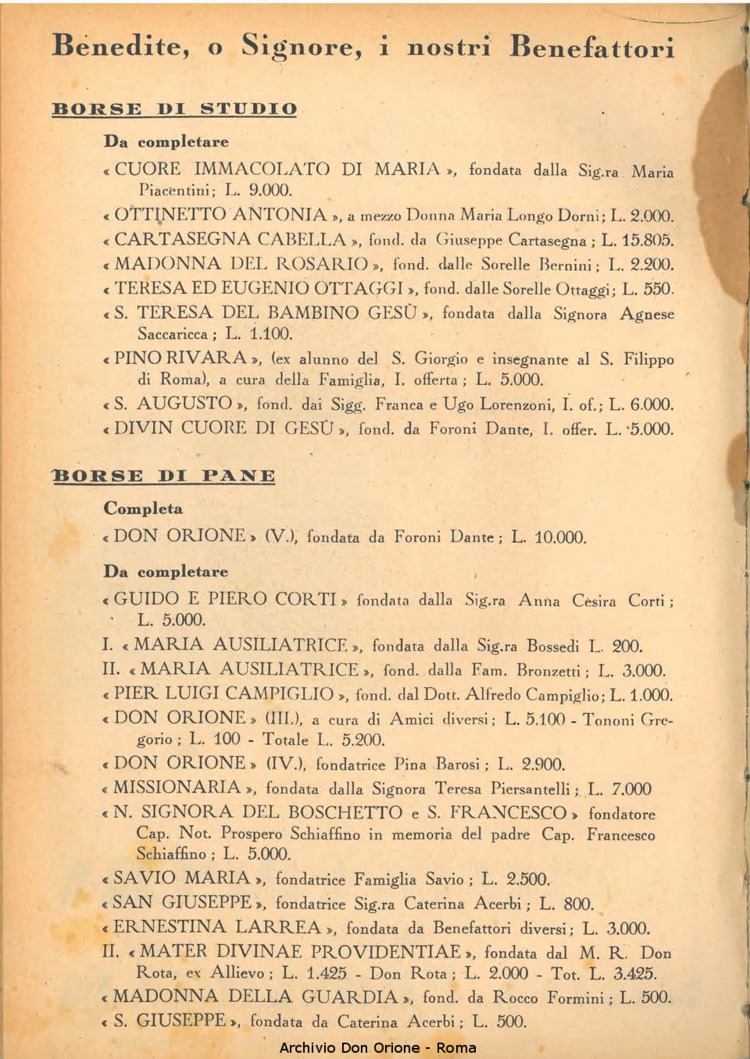 Benedite, o Signore, i nostri Benefattori
BORSE DI STUDIO
Da completare
« CUORE IMMACOLATO DI MARIA », fondata dalla Sig.ra Maria
Piacentini; L. 9.000.
« OTTINETTO ANTONIA », a mezzo Donna Maria Longo Dorni; L. 2.000.
« CARTASEGNA CABELLA », fond. da Giuseppe Cartasegna ; L. 15.805.
« MADONNA DEL ROSARIO », fond. dalle Sorelle Bernini ; L. 2.200.
« TERESA ED EUGENIO OTTAGGI », fond. dalle Sorelle Ottaggi; L. 550.
« S. TERESA DEL BAMBINO GESÙ », fondata dalla Signora Agnese
Saccaricca ; L. 1.100.
« PINO RIVARA », (ex alunno del S. Giorgio e insegnante al S. Filippo
di Roma), a cura della Famiglia, I. offerta ; L. 5.000.
« S. AUGUSTO », fond. dai Sigg. Franca e Ugo Lorenzoni, I. of.; L. 6.000.
« DIVIN CUORE DI GESÙ », fond. da Foroni Dante, I. offer. L. 5.000.
BORSE DI PANE
Completa
« DON ORIONE » (V.), fondata da Foroni Dante ; L. 10.000.
Da completare
« GUIDO E PIERO CORTI » fondata dalla Sig.ra Anna Cesira Corti ;
L. 5.000.
I. « MARIA AUSILIATRICE », fondata dalla Sig.ra Bossedi L. 200.
II. « MARIA AUSILIATRICE », fond. dalla Fam. Bronzetti ; L. 3.000.
« PIER LUIGI CAMPIGLIO », fond. dal Dott. Alfredo Campiglio; L. 1.000.
« DON ORIONE » (III.), a cura di Amici diversi ; L. 5.100 - Tononi Gre-
gorio ; L. 100 - Totale L. 5.200.
« DON ORIONE » (IV.), fondatrice Pina Barosi ; L. 2.900.
« MISSIONARIA », fondata dalla Signora Teresa Piersantelli ; L. 7.000
« N. SIGNORA DEL BOSCHETTO e S. FRANCESCO » fondatore
Cap. Not. Prospero Schiaffino in memoria del padre Cap. Francesco
Schiaffino ; L. 5.000.
« SAVIO MARIA », fondatrice Famiglia Savio ; L. 2.500.
« SAN GIUSEPPE », fondatrice Sig.ra Caterina Acerbi ; L. 800.
« ERNESTINA LARREA », fondata da Benefattori diversi; L. 3.000.
II. « MATER DIVINAE PROVIDENTIAE », fondata dal M. R. Don
Rota, ex Allievo ; L. 1.425 - Don Rota ; L. 2.000 - Tot. L. 3.425.
« MADONNA DELLA GUARDIA », fond. da Rocco Formini ; L. 500.
« S. GIUSEPPE », fondata da Caterina Acerbi ; L. 500.
Archivio Don Orione - Roma